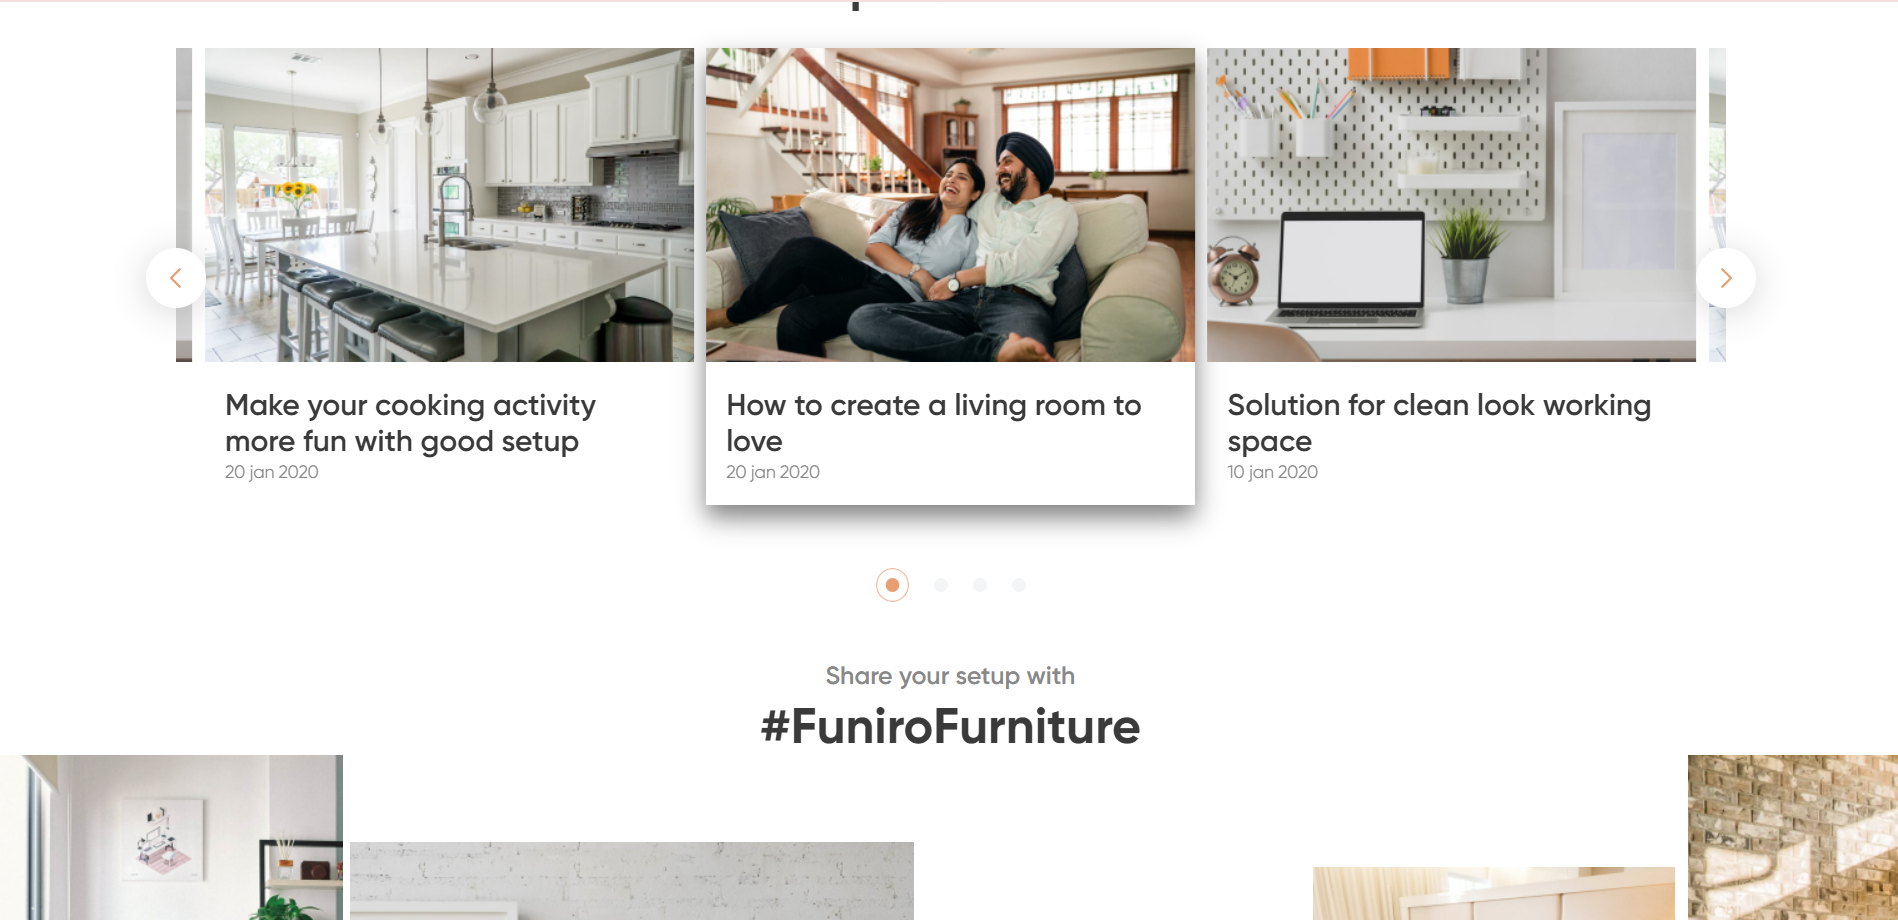 Make your cooking activity
more fun with good setup
20 jan 2020
How to create a living room to
love
20 jan 2020
Solution for clean look working
space
10 jan 2020
Share your setup with
#FuniroFurniture